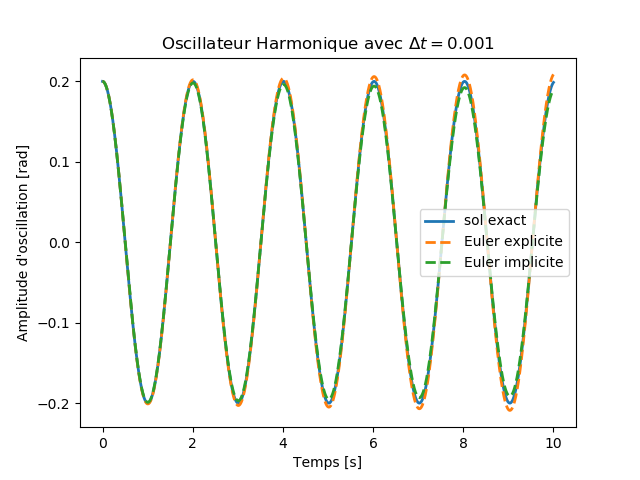 Oscillateur Harmonique avec Δt = 0.001
Amplitude d'oscillation [rad]
0.2
0.1
0.0
−0.1
−0.2
sol exact
Euler explicite
Euler implicite
0 2 4 6 8 10
Temps [s]